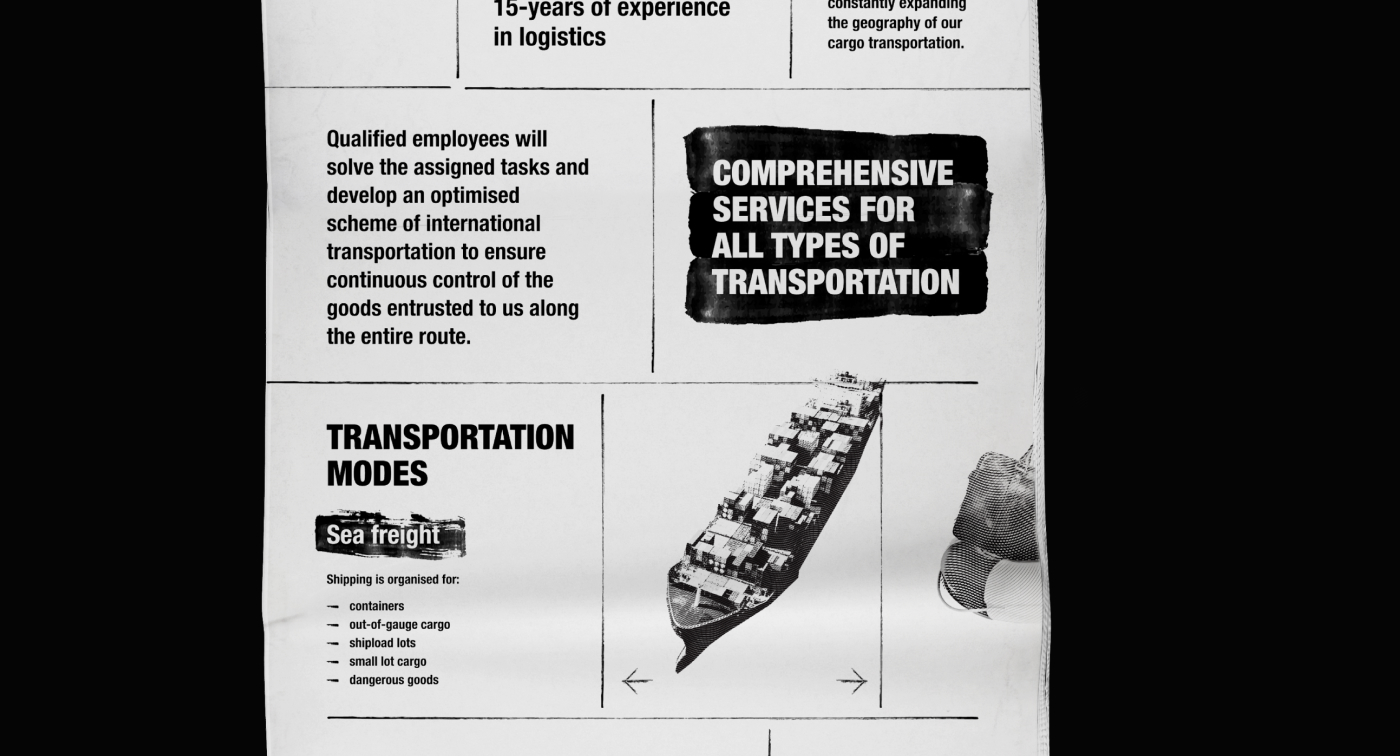 15-years of experience
in logistics
constantly expanding
the geography of our
cargo transportation.
Qualified employees will
solve the assigned tasks and
develop an optimised
scheme of international
transportation to ensure
continuous control of the
goods entrusted to us along
the entire route.
COMPREHENSIVE
SERVICES FOR
ALL TYPES OF
TRANSPORTATION
TRANSPORTATION
MODES
Sea freight
Shipping is organised for:
— containers
— out-of-gauge cargo
— shipload lots
— small lot cargo
— dangerous goods